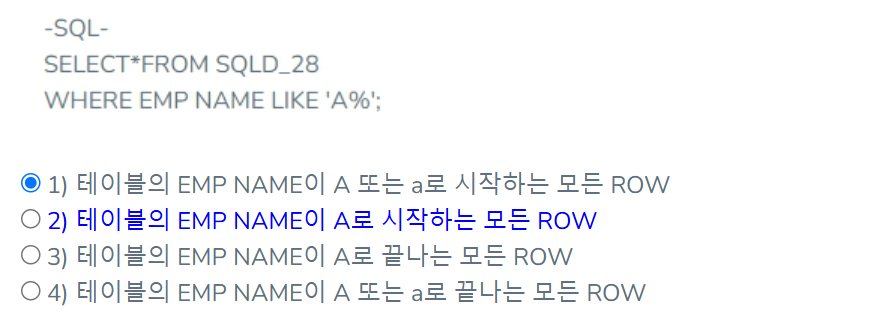 -SQL-
SELECT*FROM SQLD_28
WHERE EMP NAME LIKE 'A%';
1) 테이블의 EMP NAME이 A 또는 a로 시작하는 모든 ROW
2) 테이블의 EMP NAME이 A로 시작하는 모든 ROW
3) 테이블의 EMP NAME이 A로 끝나는 모든 ROW
4) 테이블의 EMP NAME이 A 또는 a로 끝나는 모든 ROW